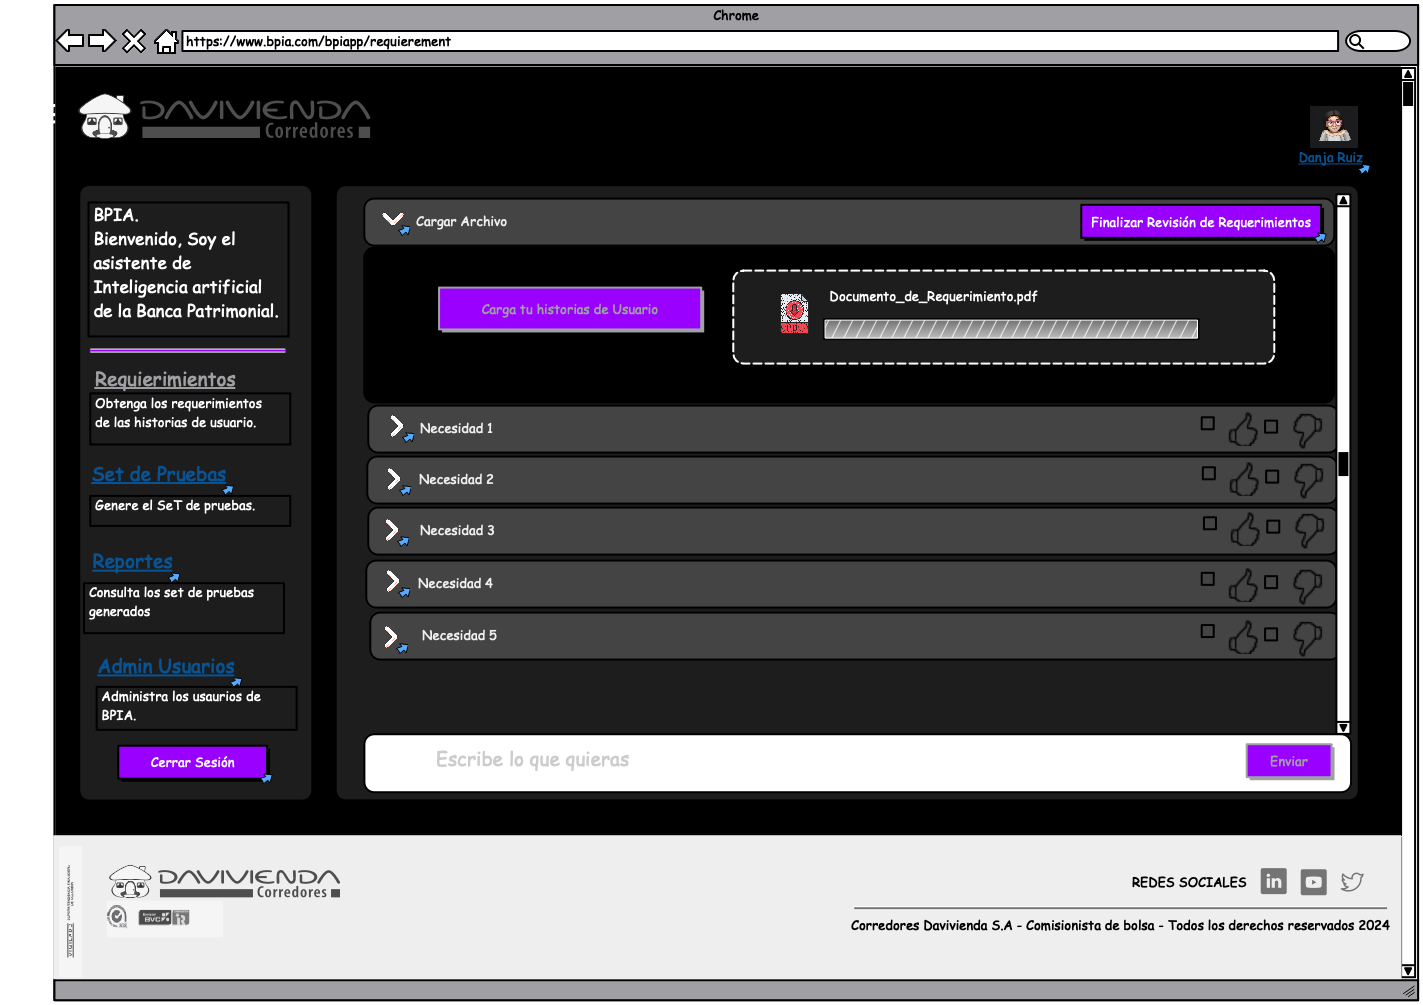 Chrome
https://www.bpia.com/bpiapp/requierement
DAVIVIENDA
Corredores
Danja Ruiz
BPIA.
Bienvenido, Soy el
asistente de
Inteligencia artificial
de la Banca Patrimonial.
Requierimientos
Obtenga los requerimientos
de las historias de usuario.
Set de Pruebas
Genere el SeT de pruebas.
Reportes
Consulta los set de pruebas
generados
Admin Usuarios
Administra los usaurios de
BPIA.
Cerrar Sesión
Cargar Archivo
Finalizar Revisión de Requerimientos
Carga tu historias de Usuario
Documento_de_Requerimiento.pdf
Necesidad 1
Necesidad 2
Necesidad 3
Necesidad 4
Necesidad 5
Escribe lo que quieras
Enviar
VIGILADO
DAVIVIENDA
Corredores
BVC
IR
REDES SOCIALES
in
Corredores Davivienda S.A - Comisionista de bolsa - Todos los derechos reservados 2024